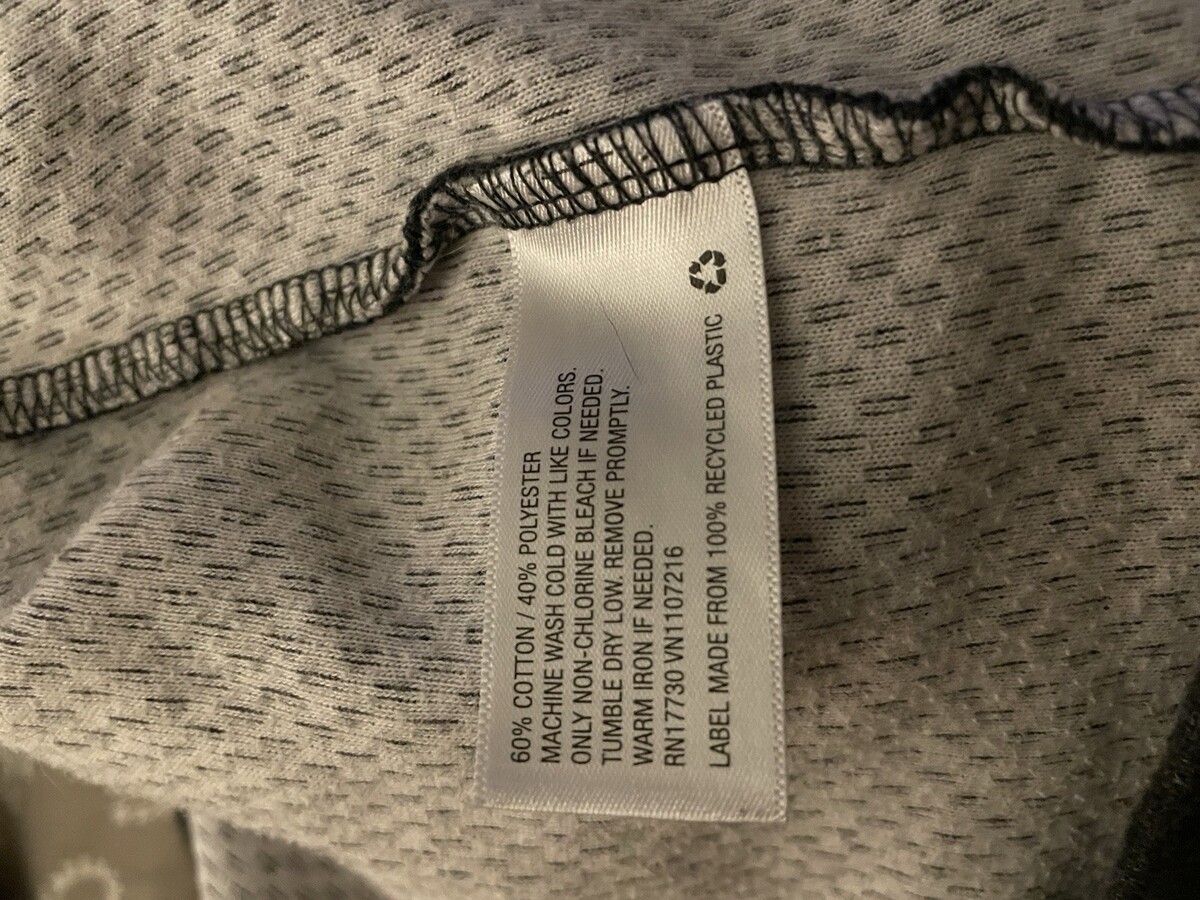 60% COTTON / 40% POLYESTER
MACHINE WASH COLD WITH LIKE COLORS.
ONLY NON-CHLORINE BLEACH IF NEEDED.
TUMBLE DRY LOW. REMOVE PROMPTLY.
WARM IRON IF NEEDED.
RN17730 VN1107216
LABEL MADE FROM 100% RECYCLED PLASTIC